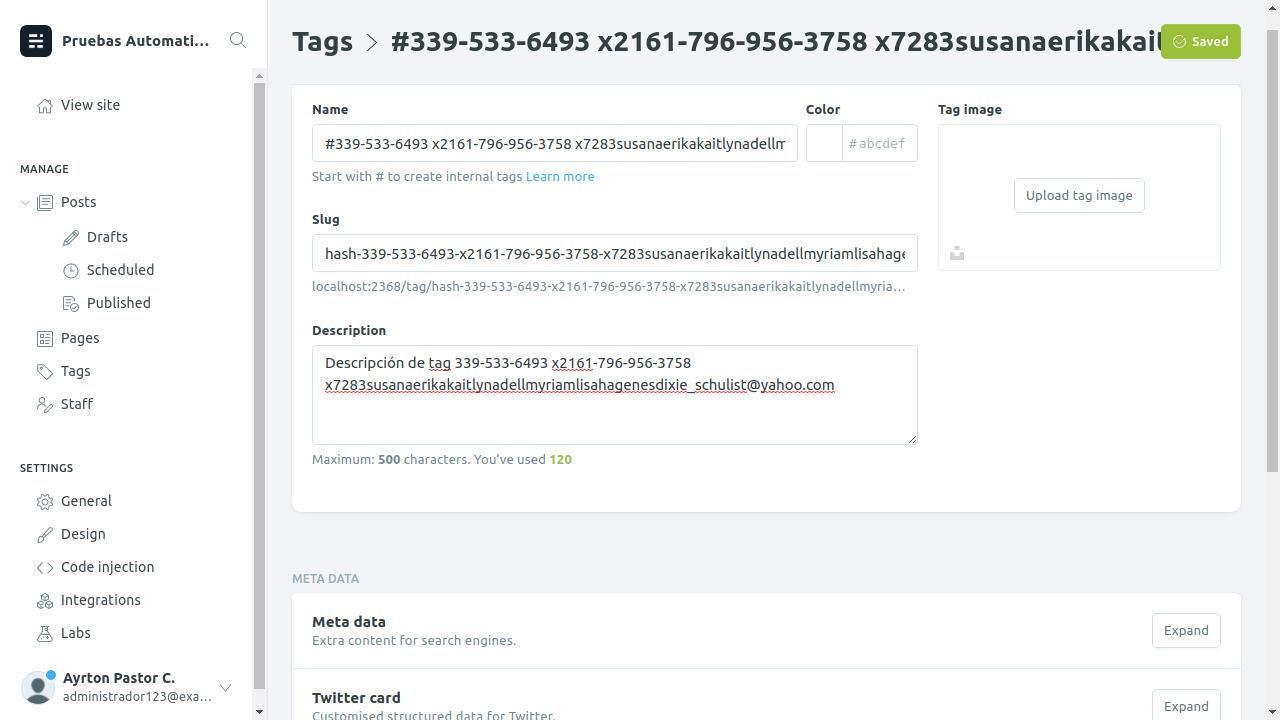 Pruebas Automati...
View site
MANAGE
Posts
Drafts
Scheduled
Published
Pages
Tags
Staff
SETTINGS
General
Design
Code injection
Integrations
Labs
Ayrton Pastor C.
administrador123@exa...
Tags > #339-533-6493 x2161-796-956-3758 x7283susanaerikakait
Saved
Name
#339-533-6493 x2161-796-956-3758 x7283susanaerikakaitlynadellm
Start with # to create internal tags Learn more
Color
#abcdef
Slug
hash-339-533-6493-x2161-796-956-3758-x7283susanaerikakaitlynadellmyriamlisahage
localhost:2368/tag/hash-339-533-6493-x2161-796-956-3758-x7283susanaerikakaitlynadellmyria...
Description
Descripción de tag 339-533-6493 x2161-796-956-3758
x7283susanaerikakaitlynadellmyriamlisahagenesdixie_schulist@yahoo.com
Maximum: 500 characters. You've used 120
Tag image
Upload tag image
META DATA
Meta data
Extra content for search engines.
Expand
Twitter card
Customised structured data for Twitter.
Expand